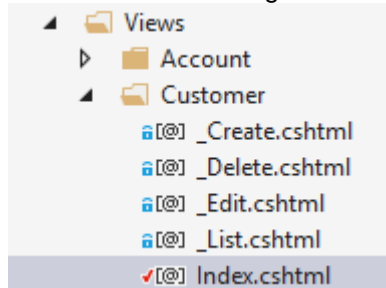 Views
Account
Customer
[@] _Create.cshtml
[@] _Delete.cshtml
[@] _Edit.cshtml
[@] _List.cshtml
[@] Index.cshtml